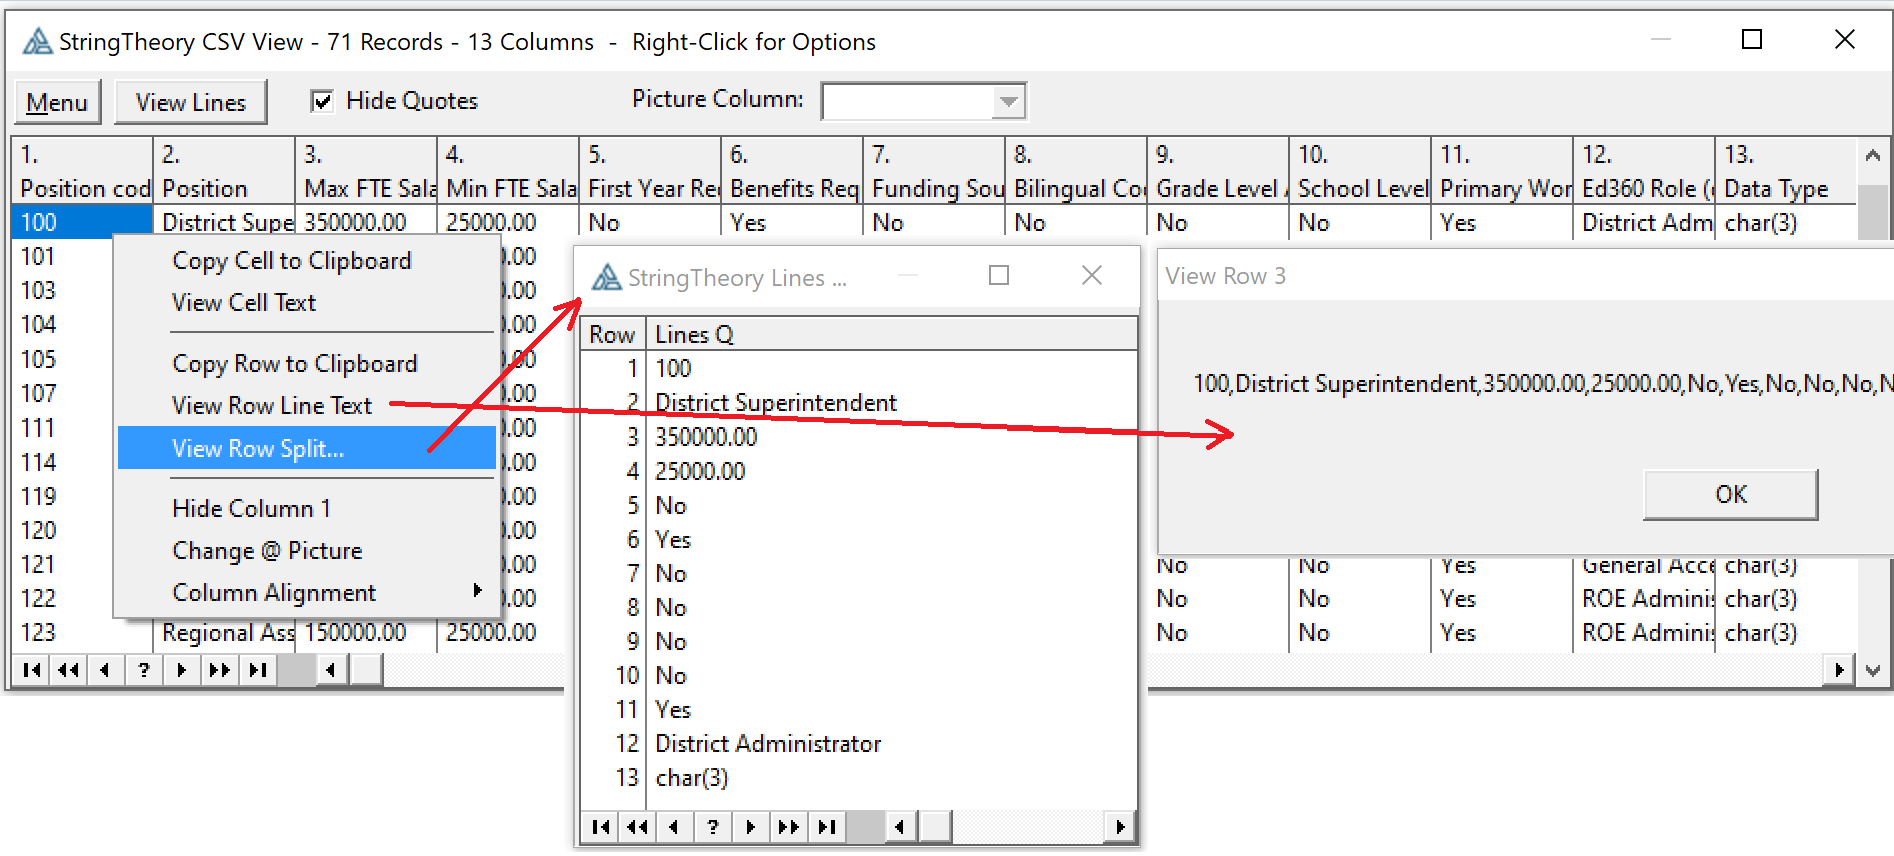 StringTheory CSV View - 71 Records - 13 Columns  -  Right-Click for Options
Menu View Lines Hide Quotes Picture Column:
1. 2. 3. 4. 5. 6. 7. 8. 9. 10. 11. 12. 13.
Position cod Position Max FTE Sala Min FTE Sala First Year Re Benefits Req Funding Sou Bilingual Co Grade Level School Level Primary Wor Ed360 Role ( Data Type
100 District Supe 350000.00 25000.00 No Yes No No No No Yes District Adm char(3)
101 .00
103 .00
104 .00
105 .00
107 .00
111 .00
114 .00
119 .00
120 .00
121 .00 No No Yes General Acce char(3)
122 .00 No No Yes ROE Adminis char(3)
123 Regional Ass 150000.00 25000.00 No No Yes ROE Adminis char(3)
?
Copy Cell to Clipboard
View Cell Text
Copy Row to Clipboard
View Row Line Text
View Row Split...
Hide Column 1
Change @ Picture
Column Alignment
StringTheory Lines ...
Row Lines Q
1 100
2 District Superintendent
3 350000.00
4 25000.00
5 No
6 Yes
7 No
8 No
9 No
10 No
11 Yes
12 District Administrator
13 char(3)
?
View Row 3
100,District Superintendent,350000.00,25000.00,No,Yes,No,No,No,N
OK